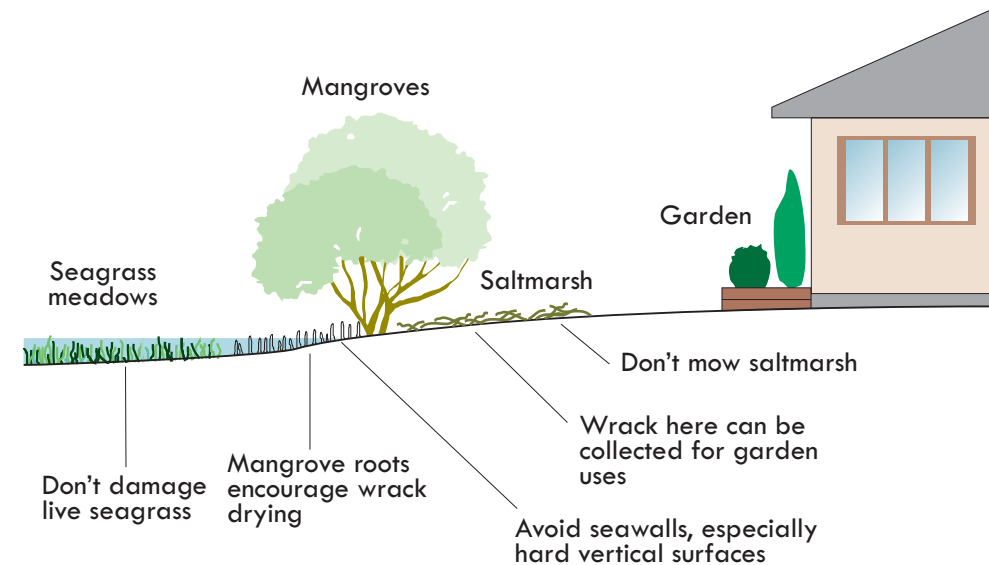 Mangroves
Garden
Seagrass
meadows
Saltmarsh
Don't mow saltmarsh
Wrack here can be
collected for garden
uses
Mangrove roots
encourage wrack
drying
Don't damage
live seagrass
Avoid seawalls, especially
hard vertical surfaces